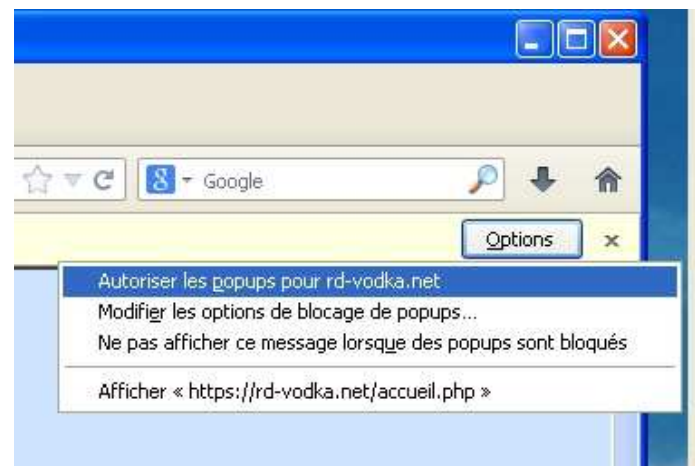 Google
Options
Autoriser les popups pour rd-vodka.net
Modifier les options de blocage de popups...
Ne pas afficher ce message lorsque des popups sont bloqués
Afficher « https://rd-vodka.net/accueil.php »